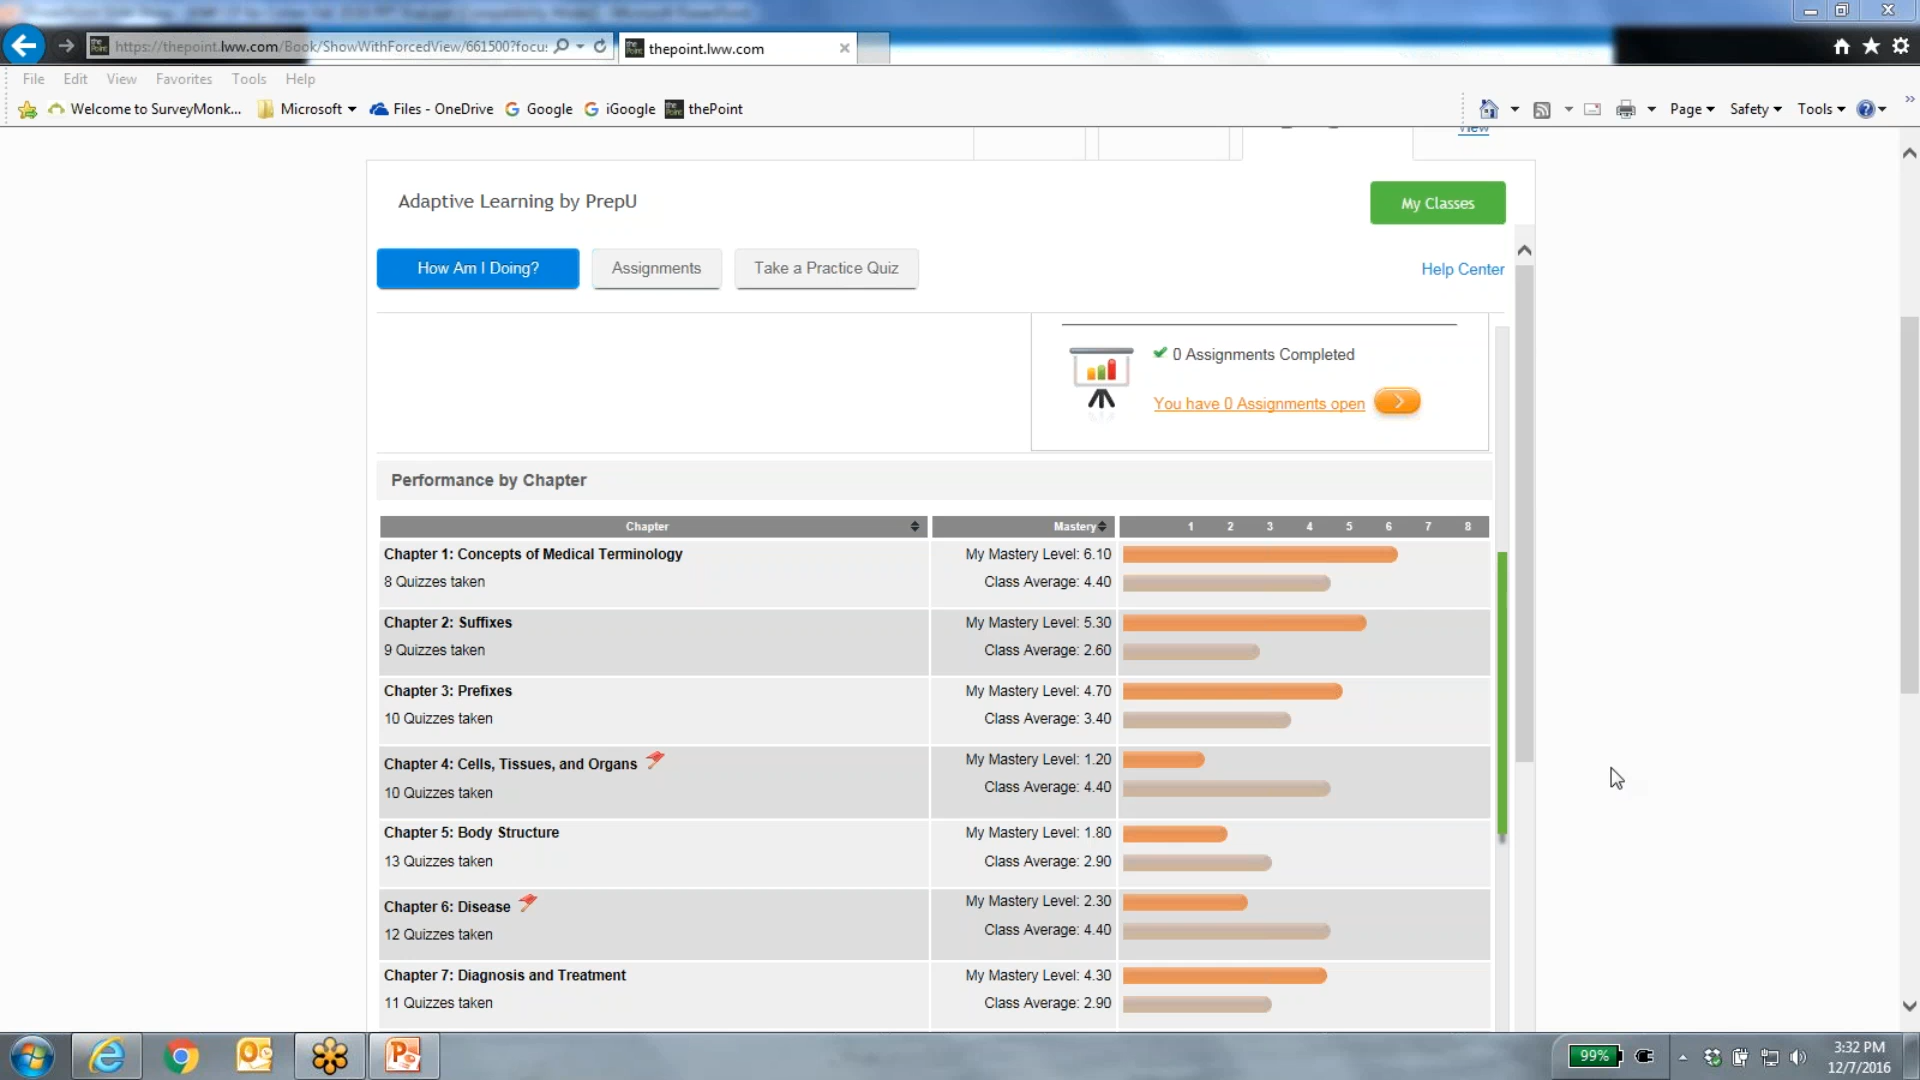 https://thepoint.lww.com/Book/ShowWithForcedView/661500?focu:
thepoint.lww.com
File Edit View Favorites Tools Help
Welcome to SurveyMonk... Microsoft Files - OneDrive Google iGoogle thePoint
Page Safety Tools
View
Adaptive Learning by PrepU
My Classes
How Am I Doing? Assignments Take a Practice Quiz
Help Center
0 Assignments Completed
You have 0 Assignments open
Performance by Chapter
Chapter Mastery 1 2 3 4 5 6 7 8
Chapter 1: Concepts of Medical Terminology My Mastery Level: 6.10
8 Quizzes taken Class Average: 4.40
Chapter 2: Suffixes My Mastery Level: 5.30
9 Quizzes taken Class Average: 2.60
Chapter 3: Prefixes My Mastery Level: 4.70
10 Quizzes taken Class Average: 3.40
Chapter 4: Cells, Tissues, and Organs My Mastery Level: 1.20
10 Quizzes taken Class Average: 4.40
Chapter 5: Body Structure My Mastery Level: 1.80
13 Quizzes taken Class Average: 2.90
Chapter 6: Disease My Mastery Level: 2.30
12 Quizzes taken Class Average: 4.40
Chapter 7: Diagnosis and Treatment My Mastery Level: 4.30
11 Quizzes taken Class Average: 2.90
99%
3:32 PM
12/7/2016